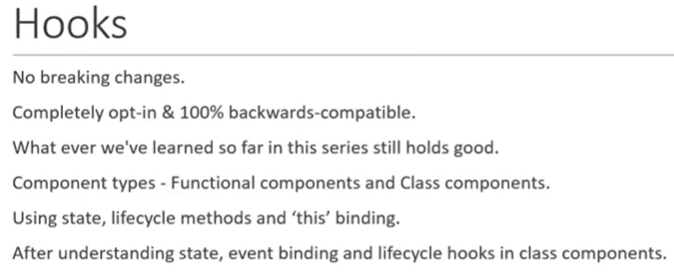 Hooks
No breaking changes.
Completely opt-in & 100% backwards-compatible.
What ever we've learned so far in this series still holds good.
Component types - Functional components and Class components.
Using state, lifecycle methods and ‘this’ binding.
After understanding state, event binding and lifecycle hooks in class components.